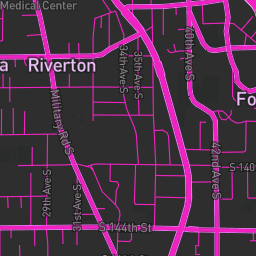 Medical Center
a
Riverton
34th Ave S
35th Ave S
40th Ave S
Fo
Military Rd S
42nd Ave S
S 140
29th Ave S
31st Ave S
S 144th St